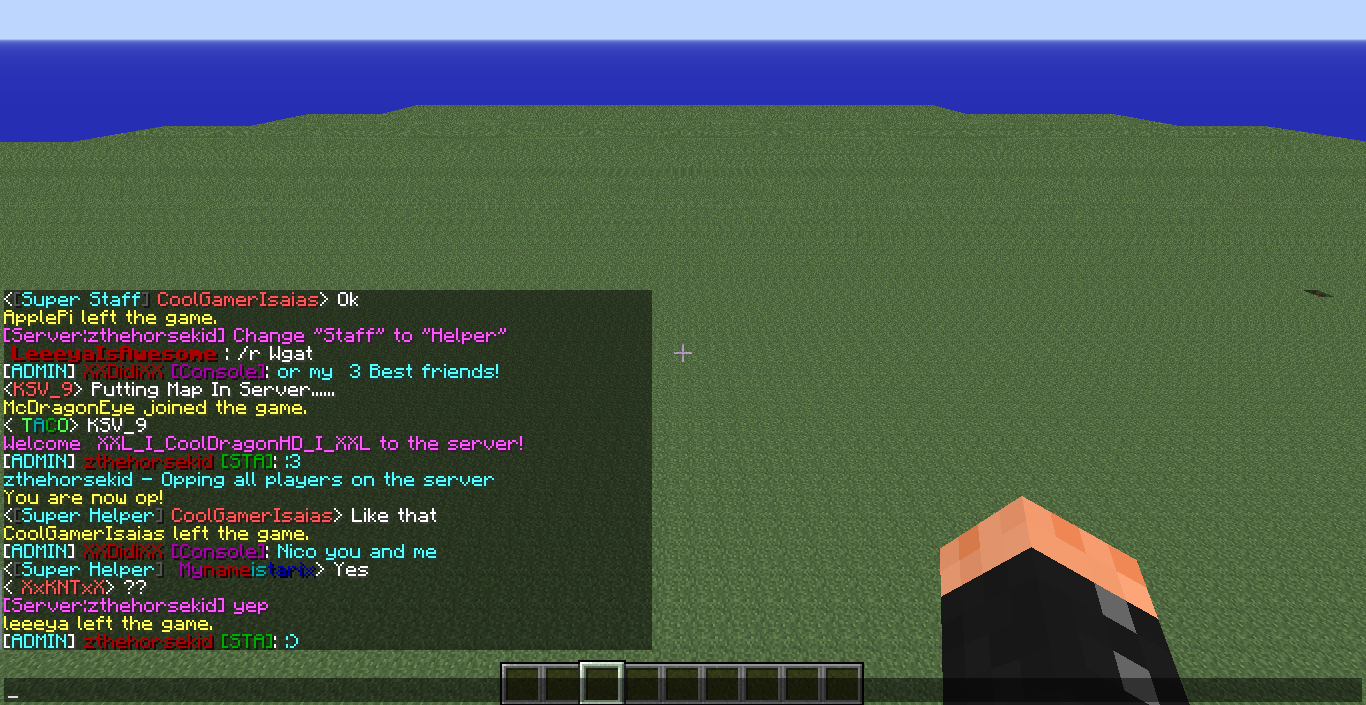 <[Super Staff] CoolGamerIsaias> Ok
ApplePi left the game.
[Server:zthehorsekid] Change "Staff" to "Helper"
LeeeyaIsAwesome : /r Wgat
[ADMIN] XXDidiXX [Console]: or my  3 Best friends!
<KSV_9> Putting Map In Server......
McDragonEye joined the game.
< TACO> KSV_9
Welcome  XXL_I_CoolDragonHD_I_XXL to the server!
[ADMIN] zthehorsekid [STA]: :3
zthehorsekid - Opping all players on the server
You are now op!
<[Super Helper] CoolGamerIsaias> Like that
CoolGamerIsaias left the game.
[ADMIN] XXDidiXX [Console]: Nico you and me
<[Super Helper]  Mynameistarix> Yes
< XxKNTxX> ??
[Server:zthehorsekid] yep
leeeya left the game.
[ADMIN] zthehorsekid [STA]: :)
_